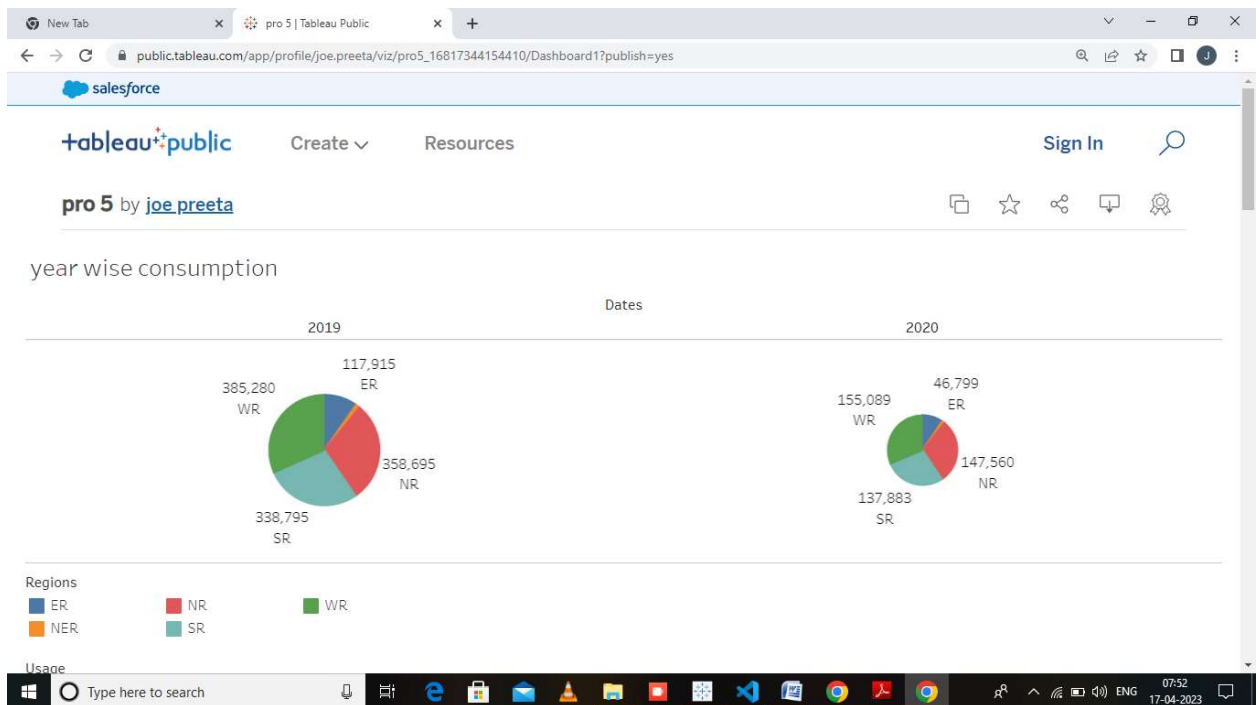 New Tab
pro 5 | Tableau Public
public.tableau.com/app/profile/joe.preeta/viz/pro5_16817344154410/Dashboard1?publish=yes
J
salesforce
+ableau public
Create
Resources
Sign In
pro 5 by joe preeta
year wise consumption
Dates
2019
2020
117,915
ER
385,280
WR
358,695
NR
338,795
SR
46,799
ER
155,089
WR
147,560
NR
137,883
SR
Regions
ER NR WR
NER SR
Usage
Type here to search
ENG
07:52
17-04-2023